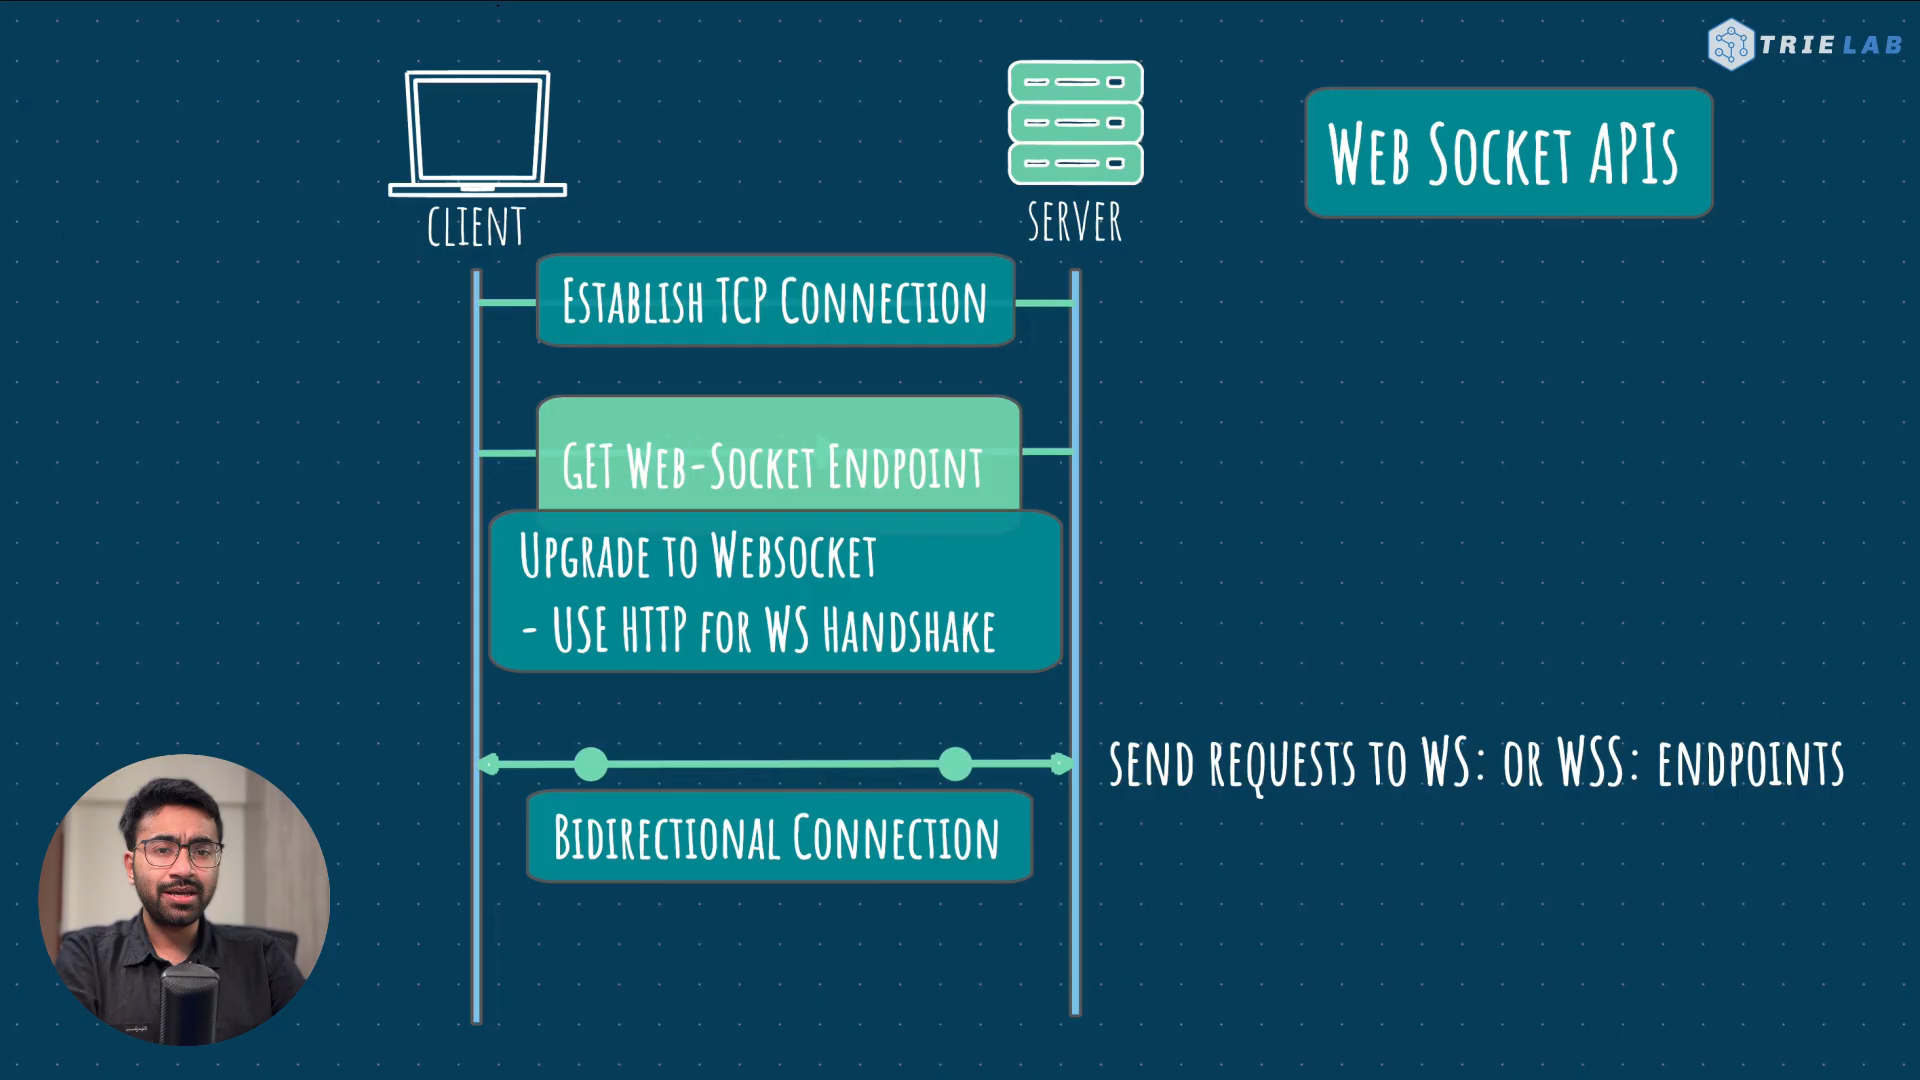 TRIE LAB
WEB SOCKET APIs
CLIENT
SERVER
ESTABLISH TCP CONNECTION
GET WEB-SOCKET ENDPOINT
UPGRADE TO WEBSOCKET
- USE HTTP FOR WS HANDSHAKE
SEND REQUESTS TO WS: OR WSS: ENDPOINTS
BIDIRECTIONAL CONNECTION